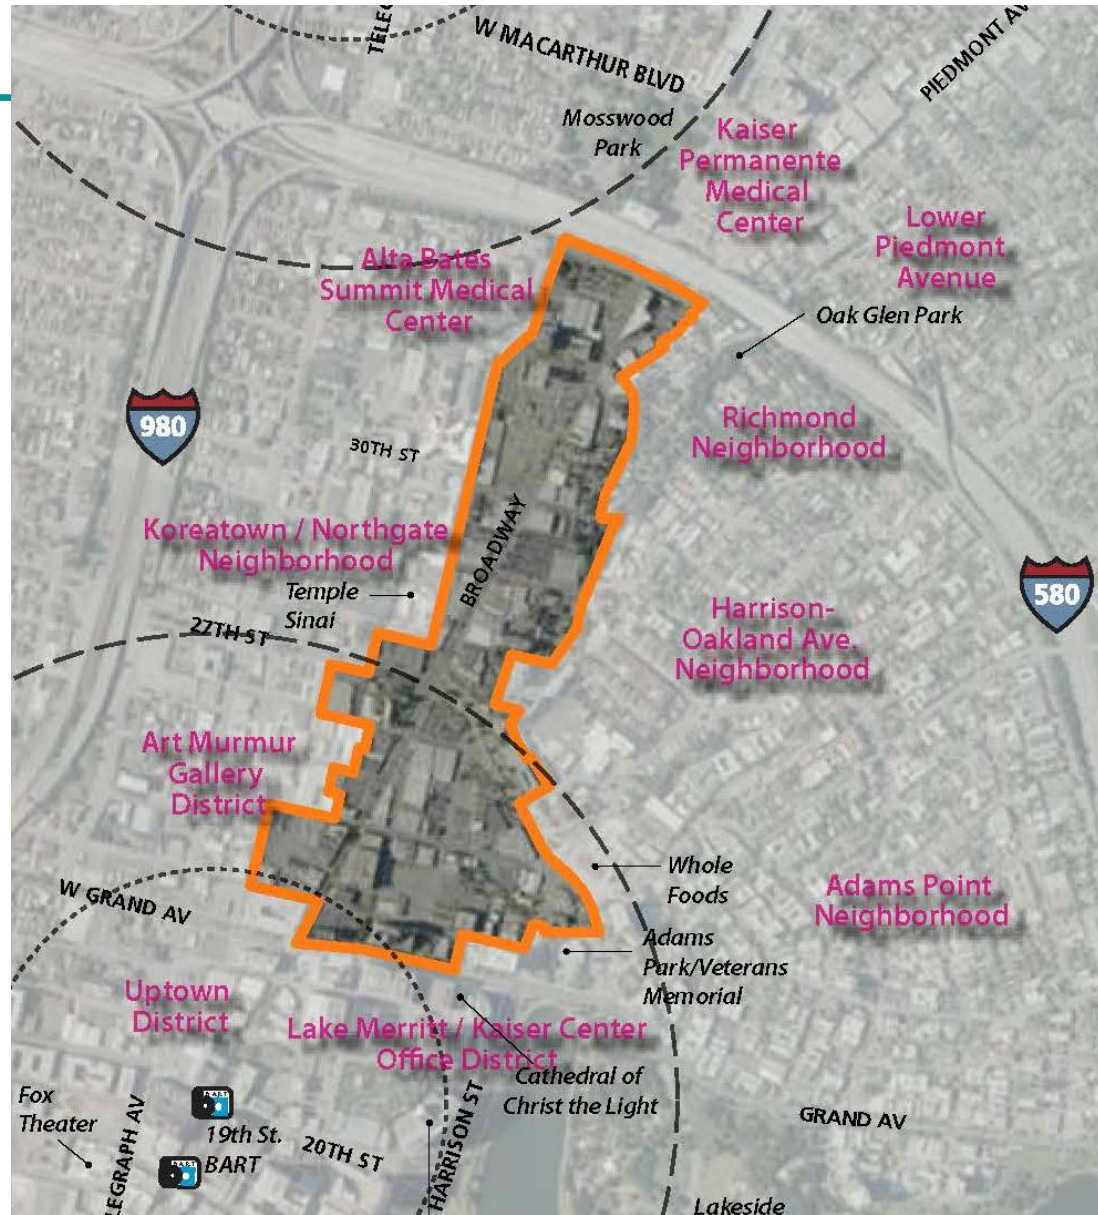 W MACARTHUR BLVD
PIEDMONT AV
Mosswood
Park
Kaiser
Permanente
Medical
Center
Lower
Piedmont
Avenue
Alta Bates
Summit Medical
Center
Oak Glen Park
980
30TH ST
Richmond
Neighborhood
BROADWAY
Koreatown / Northgate
Neighborhood
Temple
Sinai
580
27TH ST
Harrison-
Oakland Ave.
Neighborhood
Art Murmur
Gallery
District
Whole
Foods
W GRAND AV
Adams Point
Neighborhood
Adams
Park/Veterans
Memorial
Uptown
District
Lake Merritt / Kaiser Center
Office District
Cathedral of
Christ the Light
Fox
Theater
BART
19th St.
BART
BART
20TH ST
HARRISON ST
GRAND AV
LEGRAPH AV
Lakeside